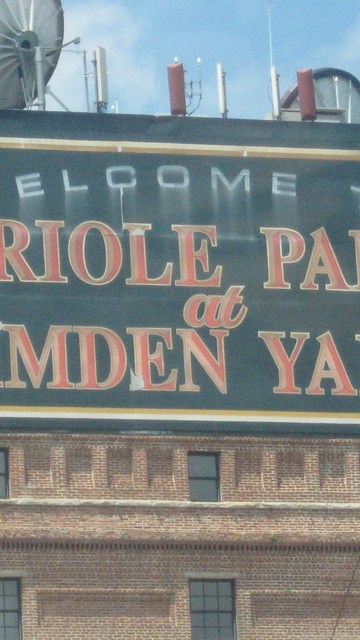 ELCOME
RIOLE PA
at
MDEN YA